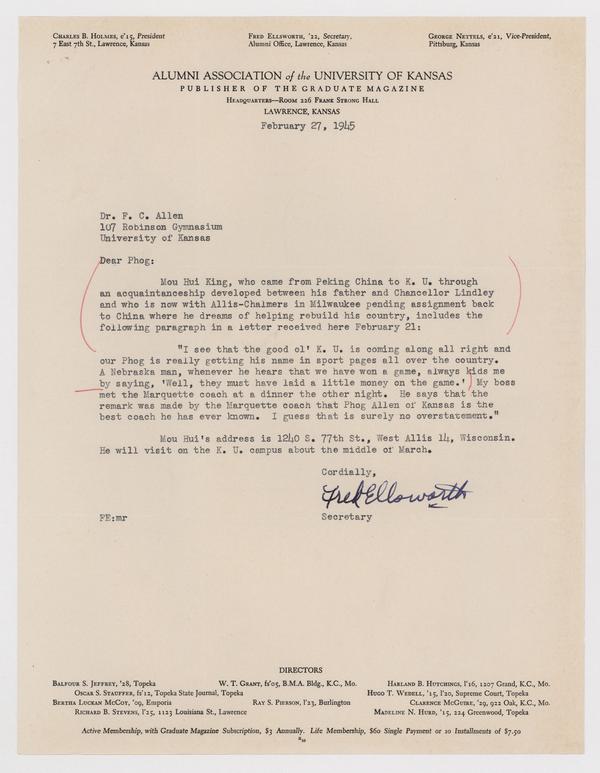 CHARLES B. HOLMES, e'15, President
7 East 7th St., Lawrence, Kansas
FRED ELLSWORTH, '22, Secretary,
Alumni Office, Lawrence, Kansas
GEORGE NETTELS, e'21, Vice-President,
Pittsburg, Kansas
ALUMNI ASSOCIATION of the UNIVERSITY OF KANSAS
PUBLISHER OF THE GRADUATE MAGAZINE
HEADQUARTERS—ROOM 226 FRANK STRONG HALL
LAWRENCE, KANSAS
February 27, 1945
Dr. F. C. Allen
107 Robinson Gymnasium
University of Kansas
Dear Phog:
Mou Hui King, who came from Peking China to K. U. through
an acquaintanceship developed between his father and Chancellor Lindley
and who is now with Allis-Chalmers in Milwaukee pending assignment back
to China where he dreams of helping rebuild his country, includes the
following paragraph in a letter received here February 21:
"I see that the good ol' K. U. is coming along all right and
our Phog is really getting his name in sport pages all over the country.
A Nebraska man, whenever he hears that we have won a game, always kids me
by saying, 'Well, they must have laid a little money on the game.' My boss
met the Marquette coach at a dinner the other night. He says that the
remark was made by the Marquette coach that Phog Allen of Kansas is the
best coach he has ever known. I guess that is surely no overstatement."
Mou Hui's address is 1240 S. 77th St., West Allis 14, Wisconsin.
He will visit on the K. U. campus about the middle of March.
Cordially,
Fred Ellsworth
FE:mr
Secretary
DIRECTORS
BALFOUR S. JEFFREY, '28, Topeka
W. T. GRANT, fs'05, B.M.A. Bldg., K.C., Mo.
HARLAND B. HUTCHINGS, l'16, 1207 Grand, K.C., Mo.
OSCAR S. STAUFFER, fs'12, Topeka State Journal, Topeka
HUGO T. WEDELL, '15, l'20, Supreme Court, Topeka
BERTHA LUCKAN MCCOY, '09, Emporia
RAY S. PIERSON, l'23, Burlington
CLARENCE MCGUIRE, '29, 922 Oak, K.C., Mo.
RICHARD B. STEVENS, l'25, 1123 Louisiana St., Lawrence
MADELINE N. HURD, '15, 224 Greenwood, Topeka
Active Membership, with Graduate Magazine Subscription, $3 Annually. Life Membership, $60 Single Payment or 10 Installments of $7.50